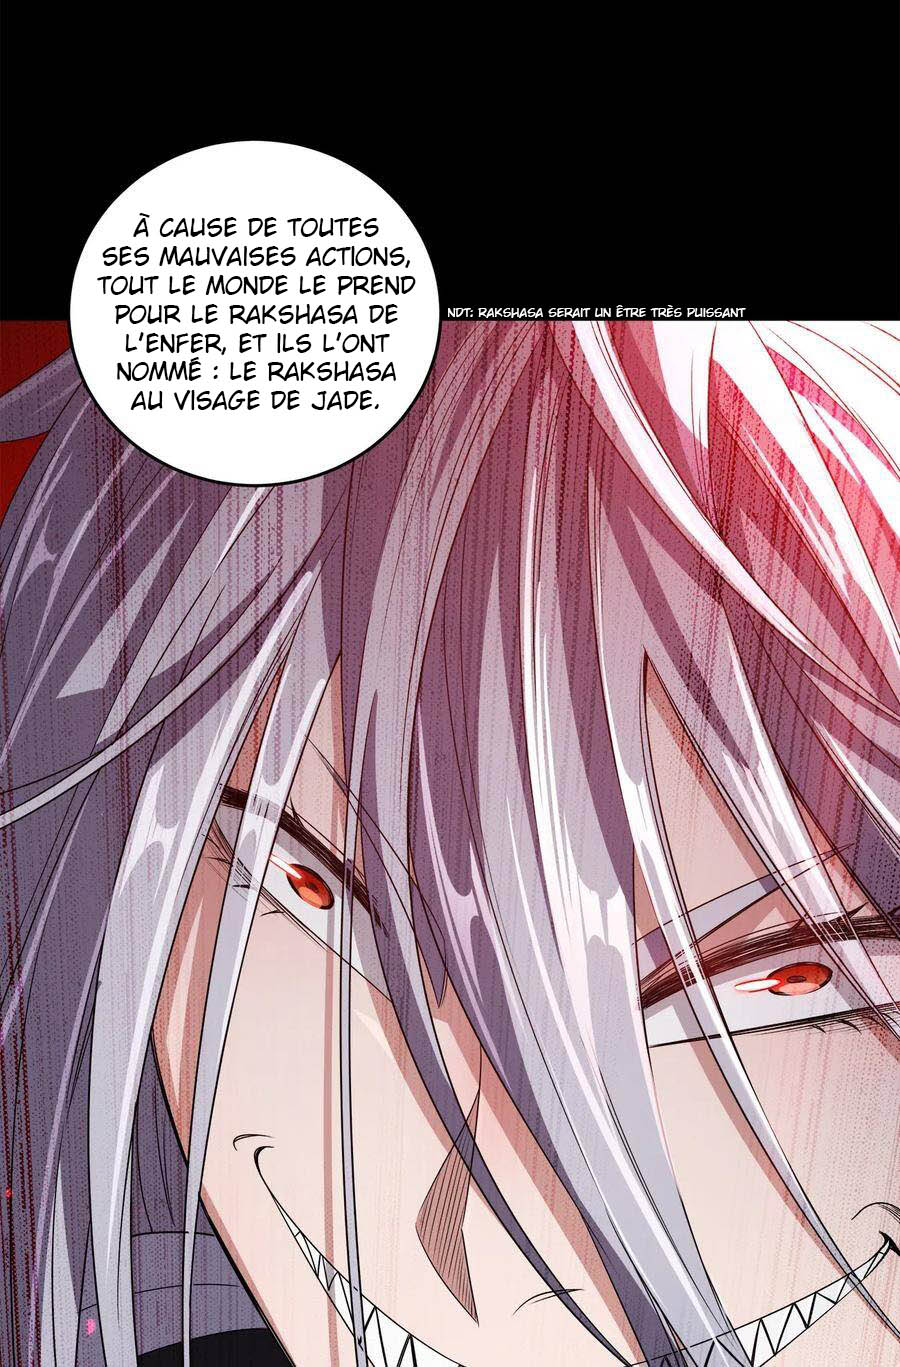 À CAUSE DE TOUTES
SES MAUVAISES ACTIONS,
TOUT LE MONDE LE PREND
POUR LE RAKSHASA DE
L'ENFER, ET ILS L'ONT
NOMMÉ : LE RAKSHASA
AU VISAGE DE JADE.
NDT: RAKSHASA SERAIT UN ÊTRE TRÈS PUISSANT